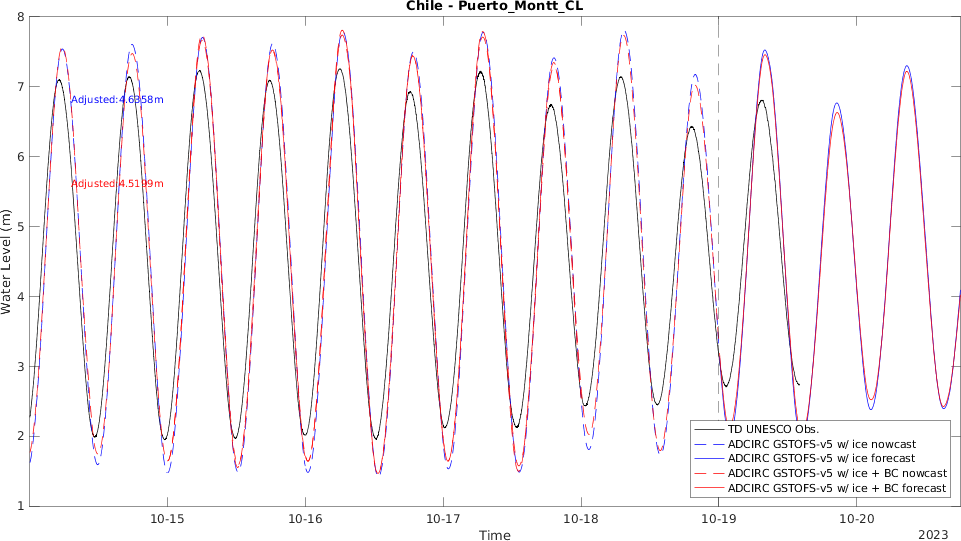 Chile - Puerto_Montt_CL
8
7
6
5
4
3
2
1
Water Level (m)
Adjusted:4.6358m
Adjusted:4.5199m
TD UNESCO Obs.
ADCIRC GSTOFS-v5 w/ ice nowcast
ADCIRC GSTOFS-v5 w/ ice forecast
ADCIRC GSTOFS-v5 w/ ice + BC nowcast
ADCIRC GSTOFS-v5 w/ ice + BC forecast
10-15
10-16
10-17
10-18
10-19
10-20
Time
2023